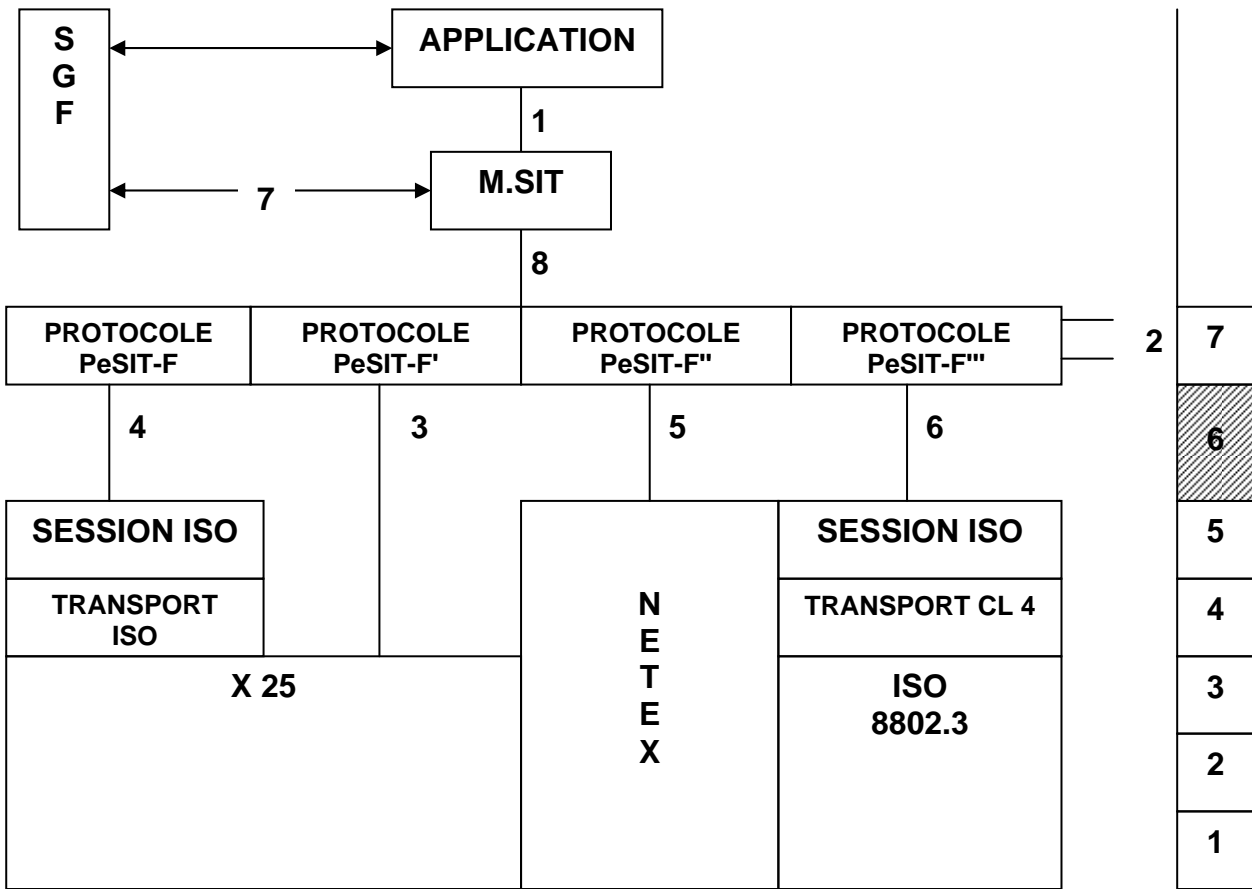 S
G
F
APPLICATION
1
M.SIT
7
8
PROTOCOLE
PeSIT-F
PROTOCOLE
PeSIT-F'
PROTOCOLE
PeSIT-F"
PROTOCOLE
PeSIT-F'"
2
7
4
3
5
6
6
SESSION ISO
SESSION ISO
5
TRANSPORT
ISO
N
E
T
E
X
TRANSPORT CL 4
4
X 25
ISO
8802.3
3
2
1